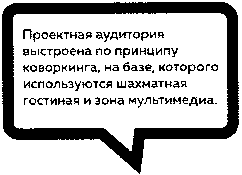 Проектная аудитория
выстроена по принципу
коворкинга, на базе, которого
используются шахматная
гостиная и зона мультимедиа.